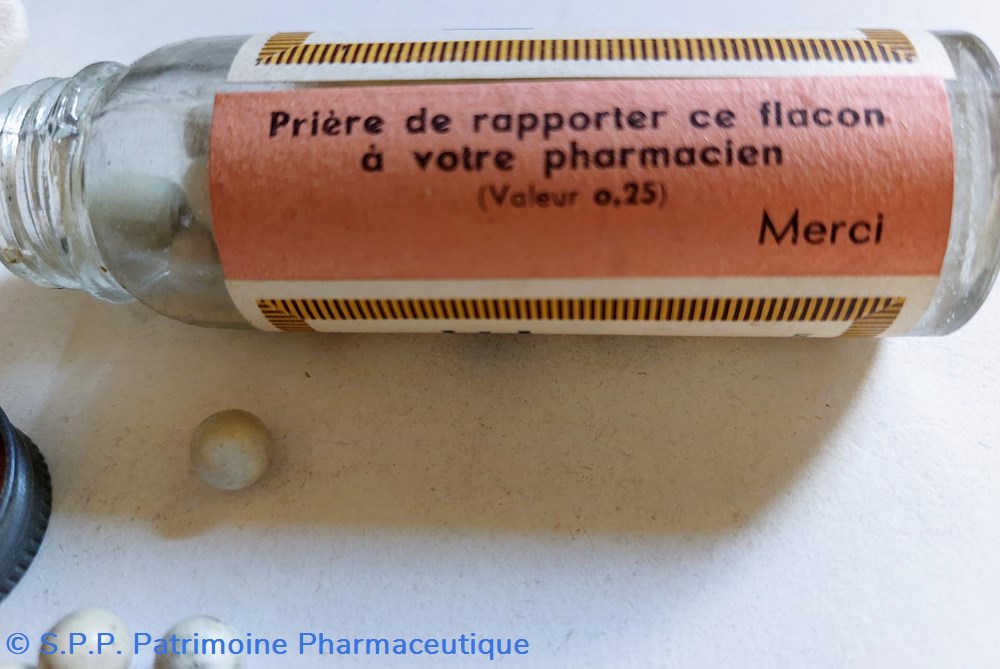 Prière de rapporter ce flacon
à votre pharmacien
(Valeur 0,25)
Merci
© S.P.P. Patrimoine Pharmaceutique